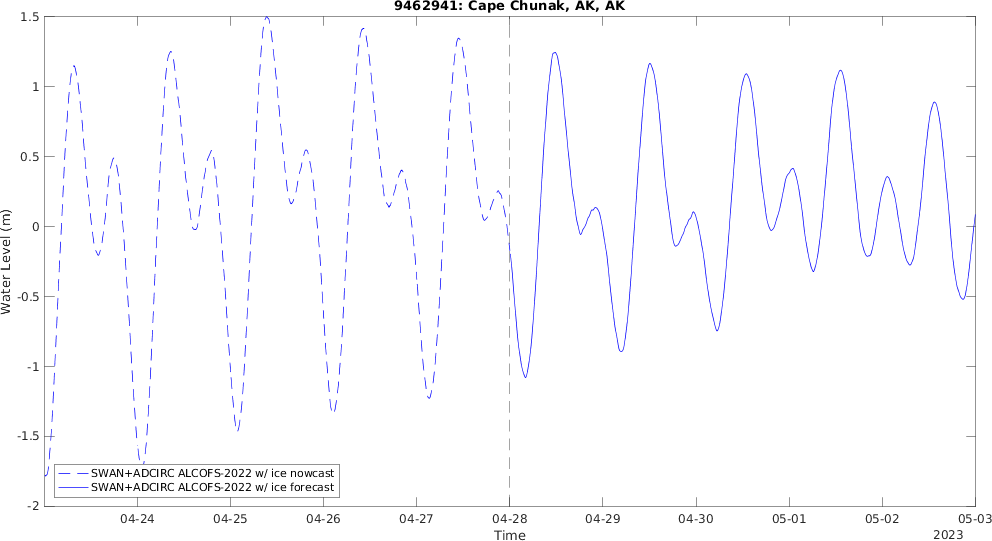 9462941: Cape Chunak, AK, AK
1.5
1
0.5
0
-0.5
-1
-1.5
-2
Water Level (m)
SWAN+ADCIRC ALCOFS-2022 w/ ice nowcast
SWAN+ADCIRC ALCOFS-2022 w/ ice forecast
04-24 04-25 04-26 04-27 04-28 04-29 04-30 05-01 05-02 05-03
Time
2023